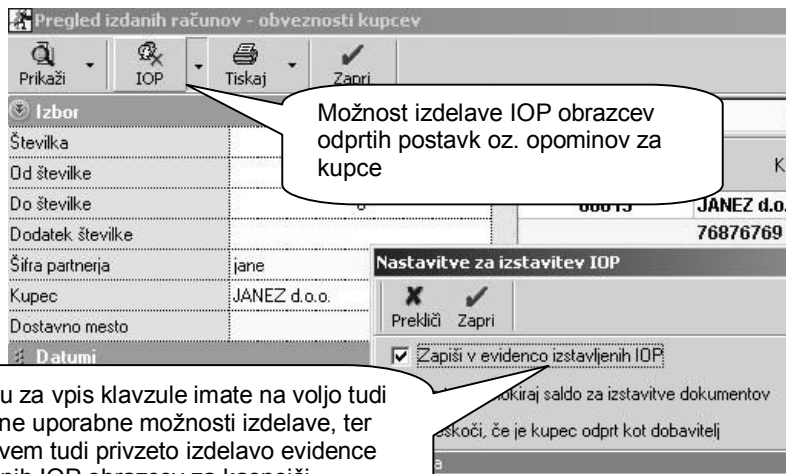 Pregled izdanih računov - obveznosti kupcev
Prikaži IOP Tiskaj Zapri
Možnost izdelave IOP obrazcev
odprtih postavk oz. opominov za
kupce
Izbor
Številka
Od številke
Do številke
JANEZ d.o.
Dodatek številke
76876769
Šifra partnerja jane
Kupec JANEZ d.o.o.
Dostavno mesto
Datumi
Nastavitve za izstavitev IOP
Prekliči Zapri
Zapiši v evidenco izstavljenih IOP
saldo za izstavitve dokumentov
če je kupec odprt kot dobavitelj
u za vpis klavzule imate na voljo tudi
ne uporabne možnosti izdelave, ter
vem tudi privzeto izdelavo evidence